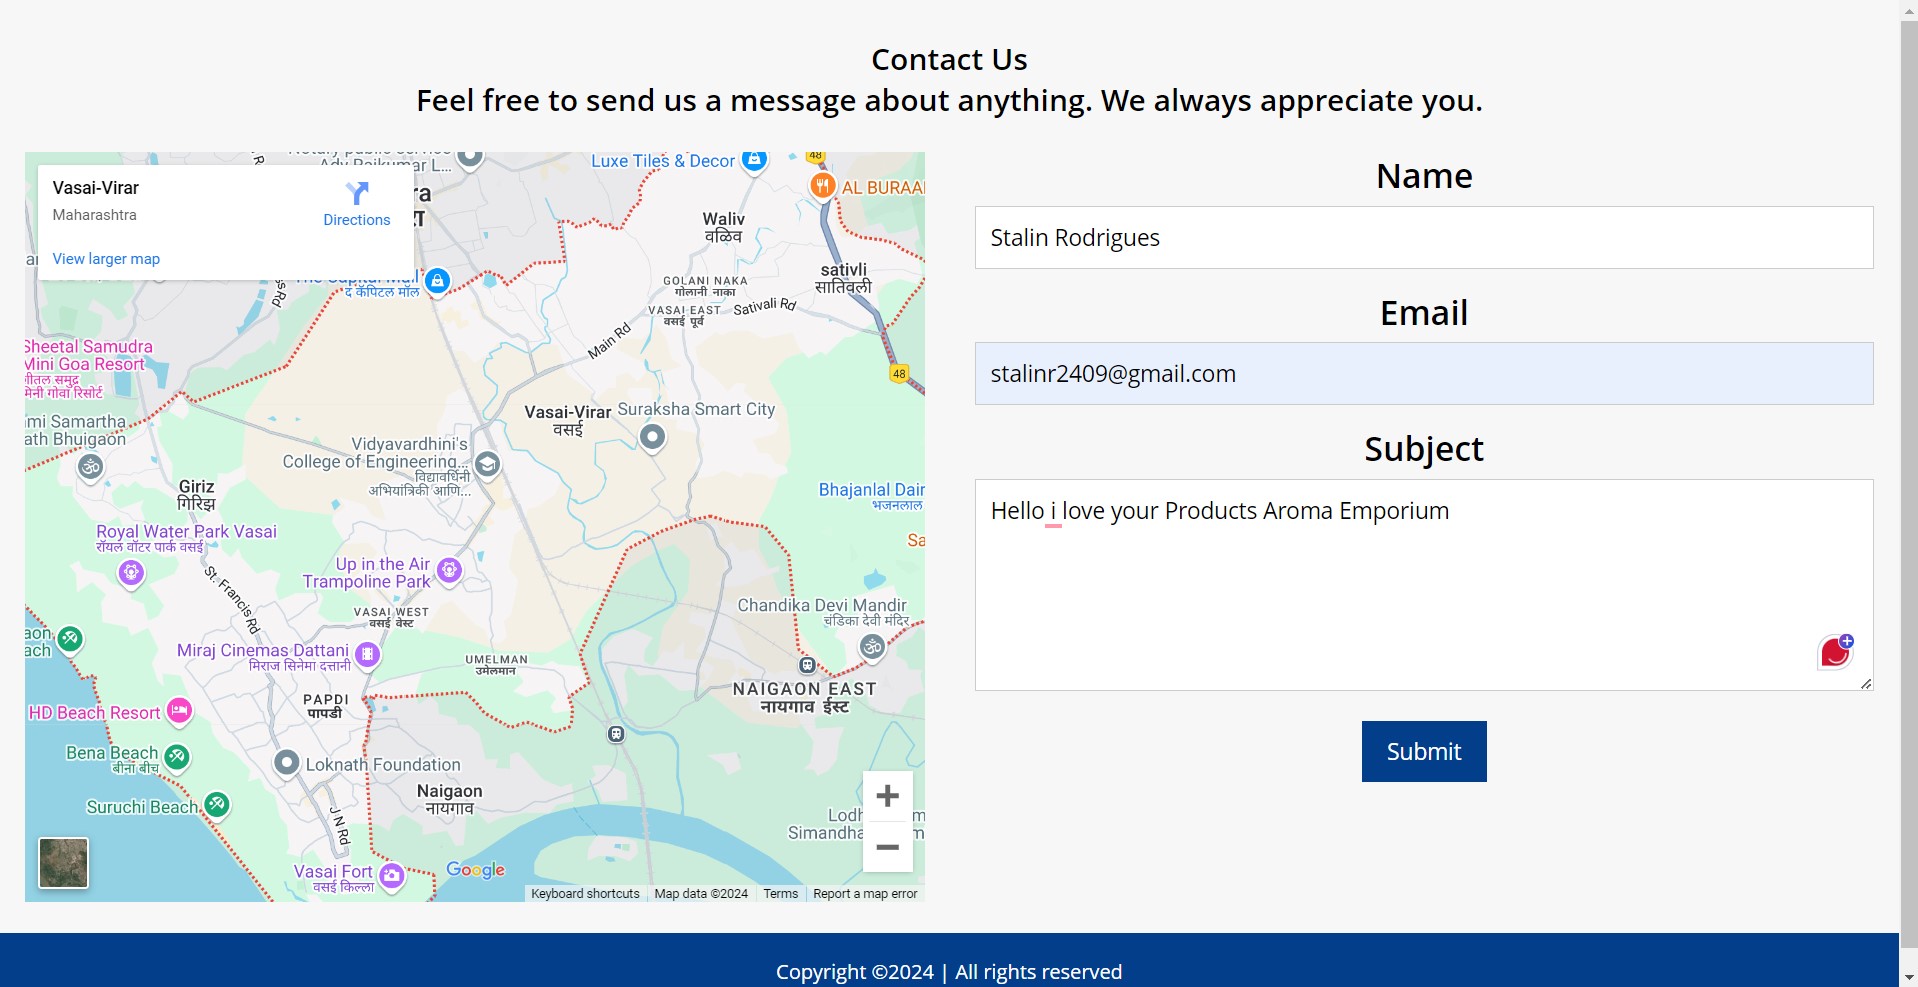 Contact Us
Feel free to send us a message about anything. We always appreciate you.
Vasai-Virar
Maharashtra
Directions
View larger map
Luxe Tiles & Decor
48
AL BURAA
Waliv
वळिव
GOLANI NAKA
गोलानी नाका
sativli
सातिवली
VASAI EAST
वसई पूर्व
Sativali Rd
Main Rd
द कॅपिटल मॉल
Sheetal Samudra
Mini Goa Resort
48
Vasai-Virar
वसई
Suraksha Smart City
Samartha
Bhuigaon
Vidyavardhini's
College of Engineering...
विद्यावर्धिनी
अभियांत्रिकी आणि...
Giriz
गिरिझ
Bhajanlal Dair
भजनलाल
Royal Water Park Vasai
रॉयल वॉटर पार्क वसई
Sa
Up in the Air
Trampoline Park
St. Francis Rd
VASAI WEST
वसई वेस्ट
Chandika Devi Mandir
चंडिका देवी मंदिर
Miraj Cinemas Dattani
मिराज सिनेमा दत्तानी
UMELMAN
उमेलमान
NAIGAON EAST
नायगाव ईस्ट
PAPDI
पापडी
HD Beach Resort
Bena Beach
बीना बीच
Loknath Foundation
Naigaon
नायगाव
Suruchi Beach
J N Rd
Vasai Fort
वसई किल्ला
Google
Keyboard shortcuts Map data ©2024 Terms Report a map error
Name
Stalin Rodrigues
Email
stalinr2409@gmail.com
Subject
Hello i love your Products Aroma Emporium
Submit
Copyright ©2024 | All rights reserved